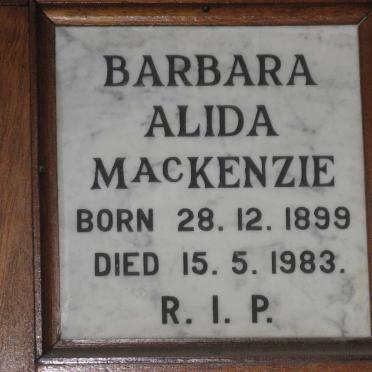 BARBARA
ALIDA
MACKENZIE
BORN 28. 12. 1899
DIED 15. 5. 1983.
R. I. P.